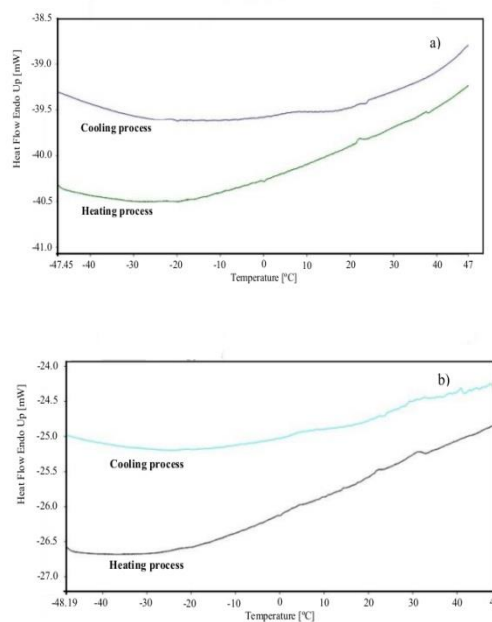 a)
Heat Flow Endo Up [mW]
-38.5
-39.0
-39.5
-40.0
-40.5
-41.0
Cooling process
Heating process
-47.45 -40 -30 -20 -10 0 10 20 30 40 47
Temperature [ºC]
b)
Heat Flow Endo Up [mW]
-24.0
-24.5
-25.0
-25.5
-26.0
-26.5
-27.0
Cooling process
Heating process
-48.19 -40 -30 -20 -10 0 10 20 30 40
Temperature [ºC]